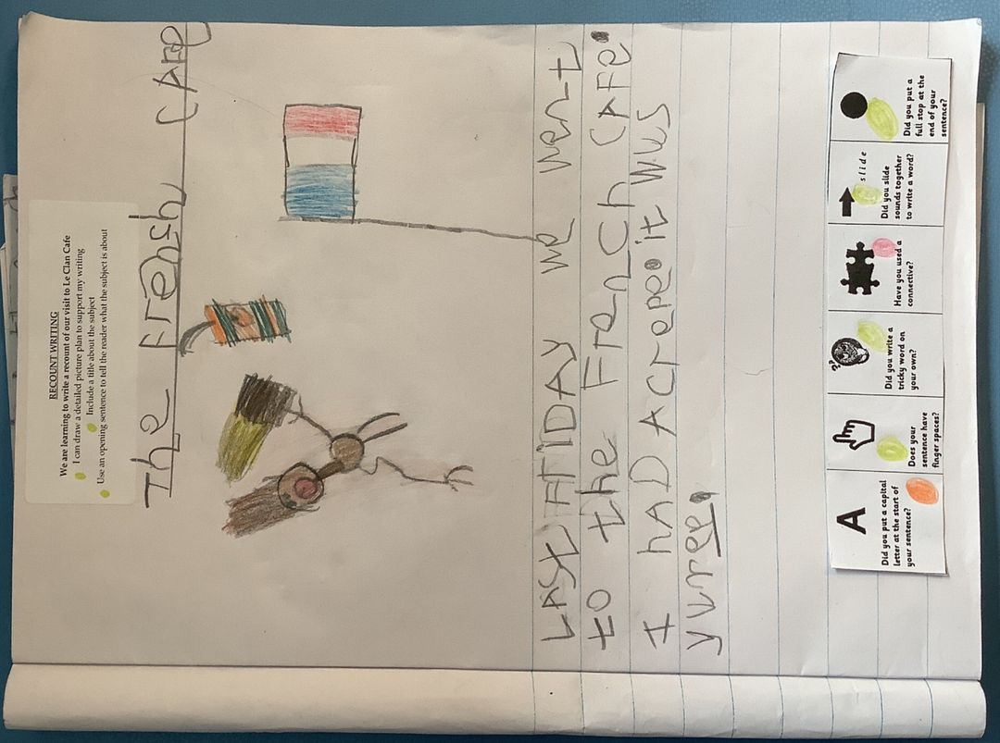 RECOUNT WRITING
We are learning to write a recount of our visit to Le Clan Cafe
I can draw a detailed picture plan to support my writing
Include a title about the subject
Use an opening sentence to tell the reader what the subject is about
The Frensh
LAST FRIDAY we went
to the French CAFE.
I hAD A crepe it wus
yuree.
A
Did you put a capital
letter at the start of
your sentence?
Does your
sentence have
finger spaces?
??
Did you write a
tricky word on
your own?
Have you used a
connective?
slide
Did you slide
sounds together
to write a word?
Did you put a
full stop at the
end of your
sentence?